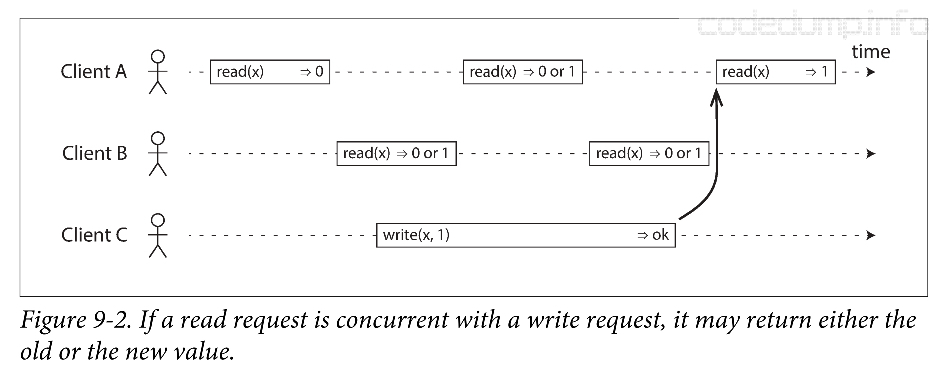 codedump.info
time
Client A
read(x) ⇒ 0
read(x) ⇒ 0 or 1
read(x) ⇒ 1
Client B
read(x) ⇒ 0 or 1
read(x) ⇒ 0 or 1
Client C
write(x, 1) ⇒ ok
Figure 9-2. If a read request is concurrent with a write request, it may return either the
old or the new value.